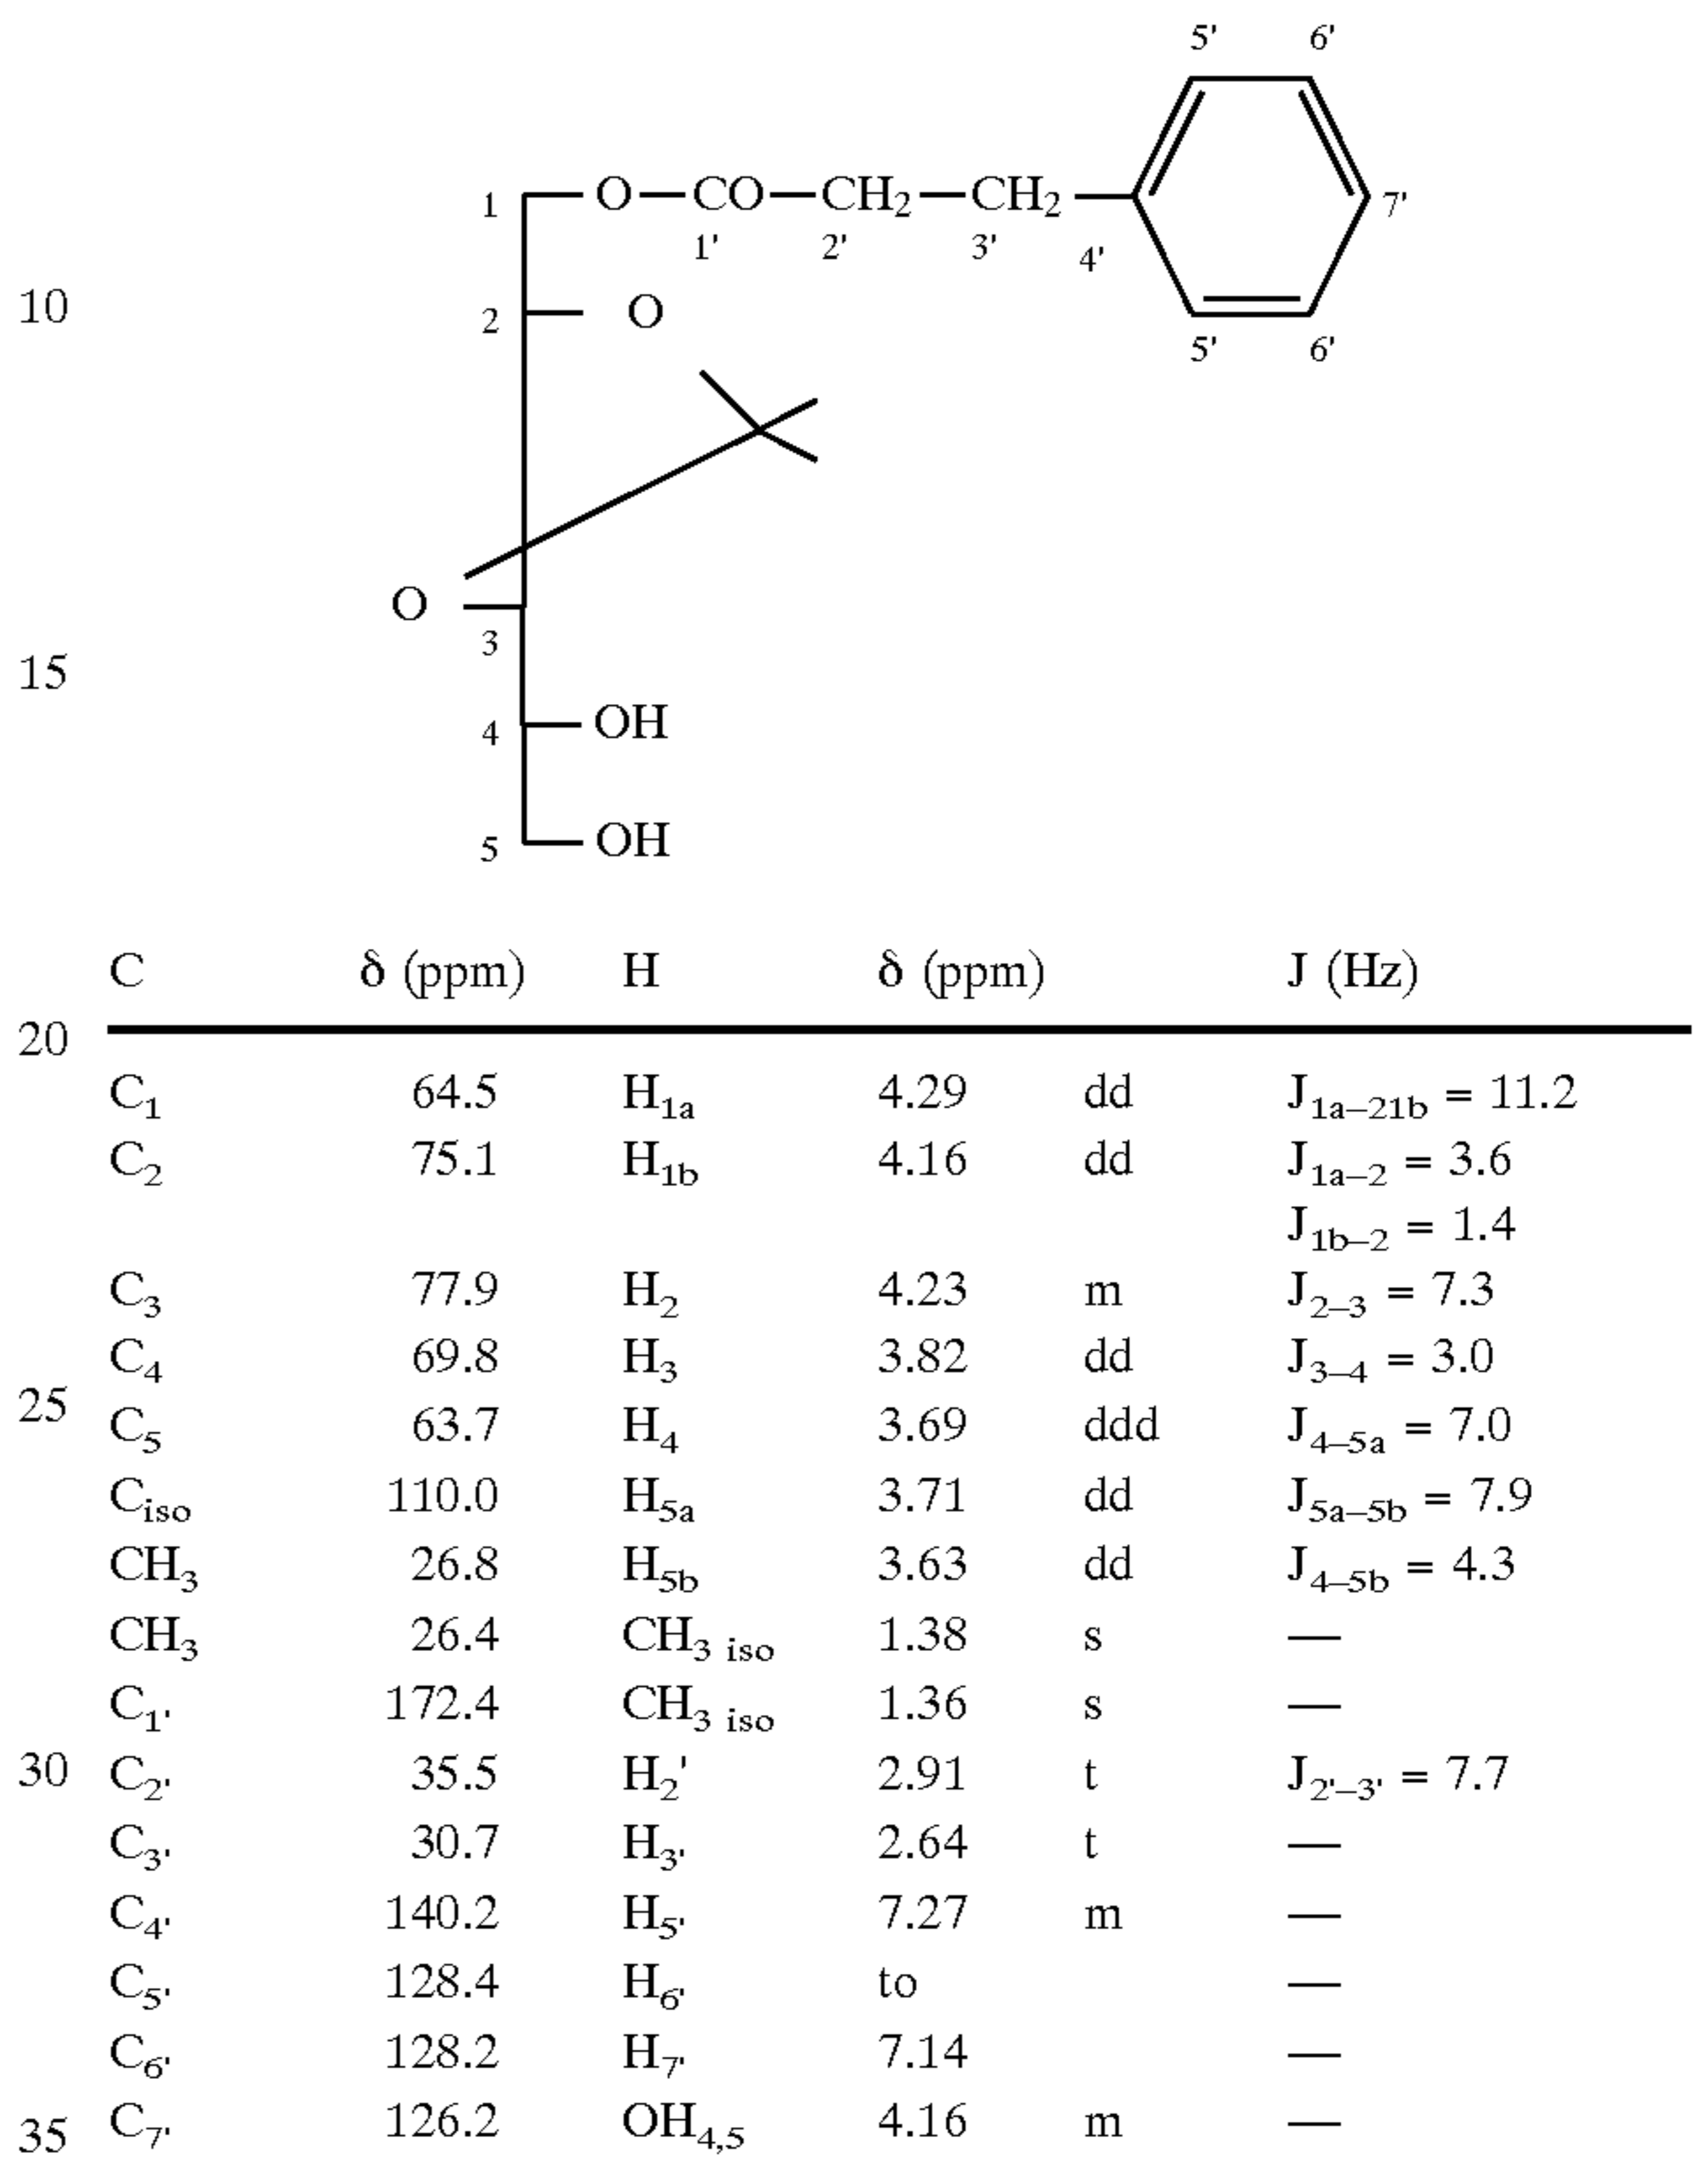 5' 6'
1 O—CO—CH₂—CH₂ 7'
1' 2' 3' 4'
10 2 O
5' 6'
O
3
15
4 OH
5 OH
C δ (ppm) H δ (ppm) J (Hz)
20
C₁ 64.5 H₁ₐ 4.29 dd J₁ₐ₋₂₁b = 11.2
C₂ 75.1 H₁b 4.16 dd J₁ₐ₋₂ = 3.6
J₁b₋₂ = 1.4
C₃ 77.9 H₂ 4.23 m J₂₋₃ = 7.3
C₄ 69.8 H₃ 3.82 dd J₃₋₄ = 3.0
25 C₅ 63.7 H₄ 3.69 ddd J₄₋₅ₐ = 7.0
Ciso 110.0 H₅ₐ 3.71 dd J₅ₐ₋₅b = 7.9
CH₃ 26.8 H₅b 3.63 dd J₄₋₅b = 4.3
CH₃ 26.4 CH₃ iso 1.38 s —
C₁' 172.4 CH₃ iso 1.36 s —
30 C₂' 35.5 H₂' 2.91 t J₂'₋₃' = 7.7
C₃' 30.7 H₃' 2.64 t —
C₄' 140.2 H₅' 7.27 m —
C₅' 128.4 H₆' to —
C₆' 128.2 H₇' 7.14 —
35 C₇' 126.2 OH₄,₅ 4.16 m —